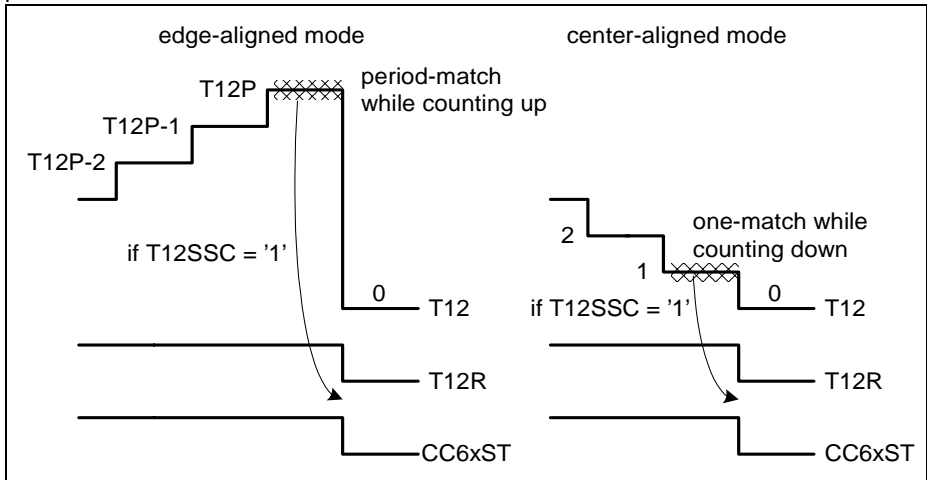 edge-aligned mode
center-aligned mode
T12P
period-match
while counting up
T12P-1
T12P-2
if T12SSC = '1'
0
T12
T12R
CC6xST
2
one-match while
counting down
1
0
if T12SSC = '1'
T12
T12R
CC6xST